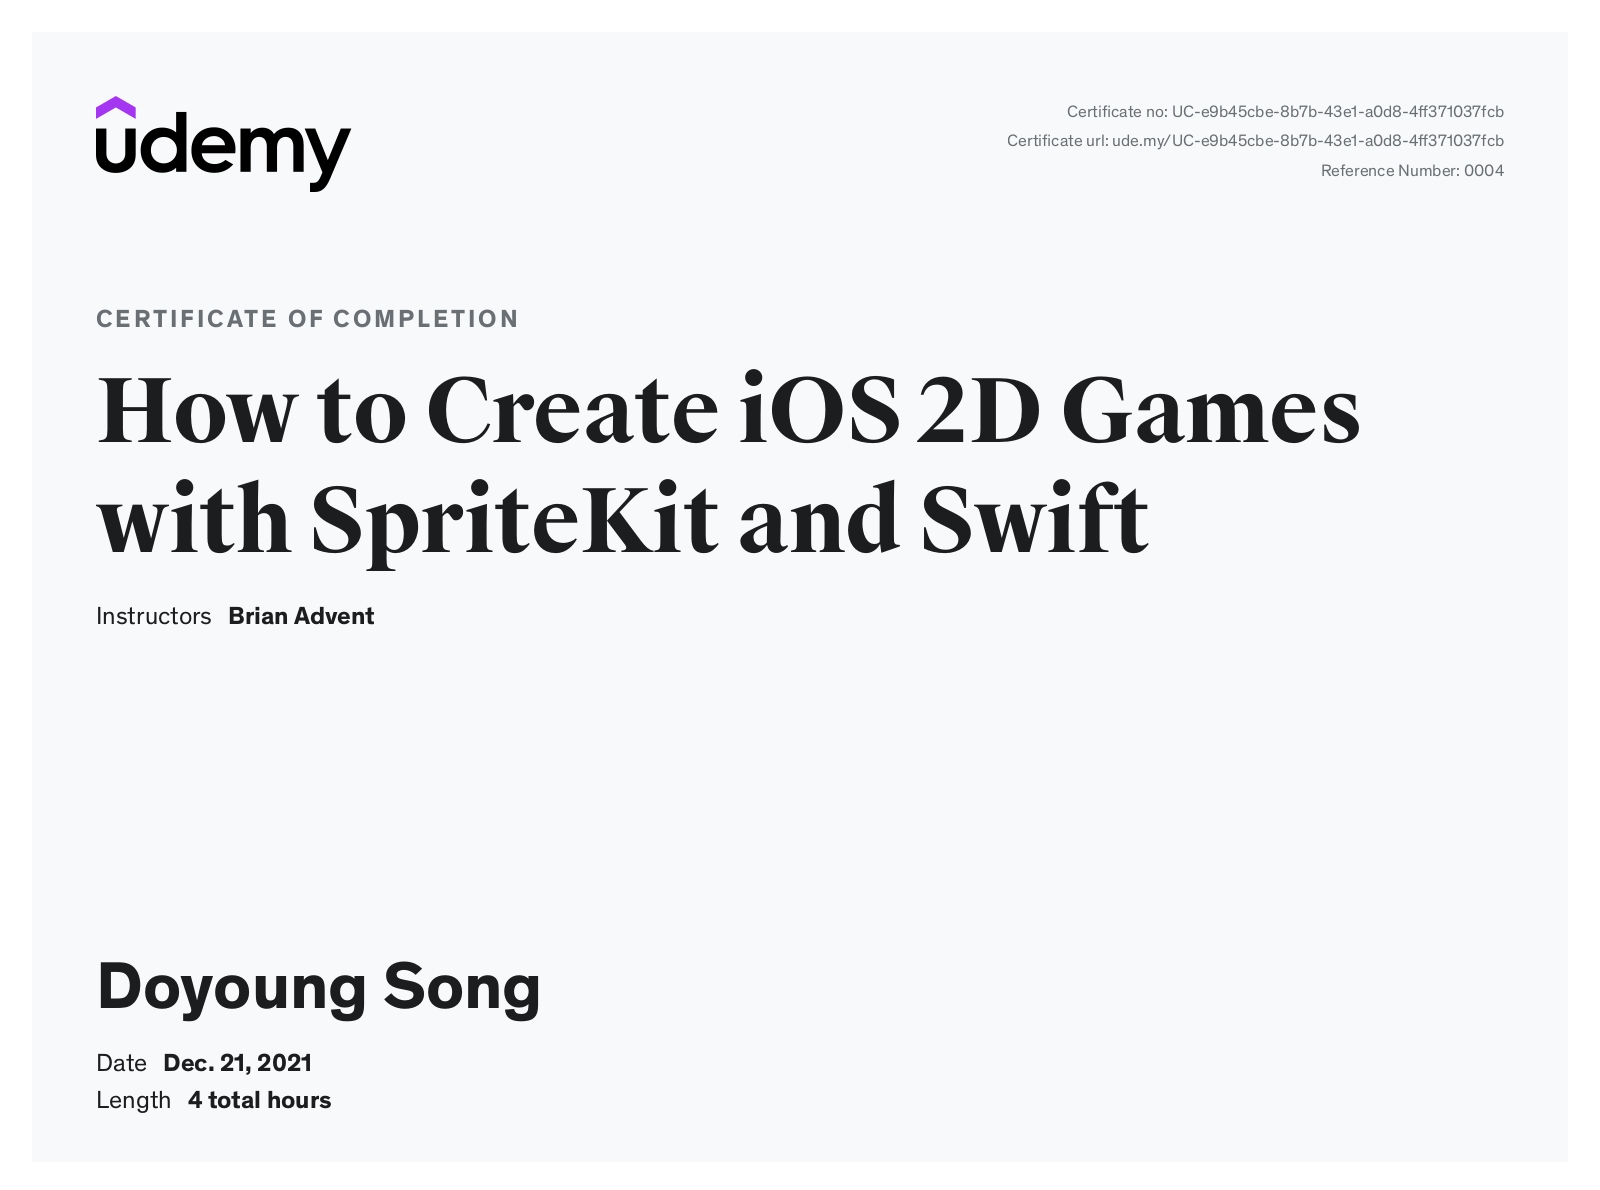 udemy
Certificate no: UC-e9b45cbe-8b7b-43e1-a0d8-4ff371037fcb
Certificate url: ude.my/UC-e9b45cbe-8b7b-43e1-a0d8-4ff371037fcb
Reference Number: 0004
CERTIFICATE OF COMPLETION
How to Create iOS 2D Games
with SpriteKit and Swift
Instructors Brian Advent
Doyoung Song
Date Dec. 21, 2021
Length 4 total hours